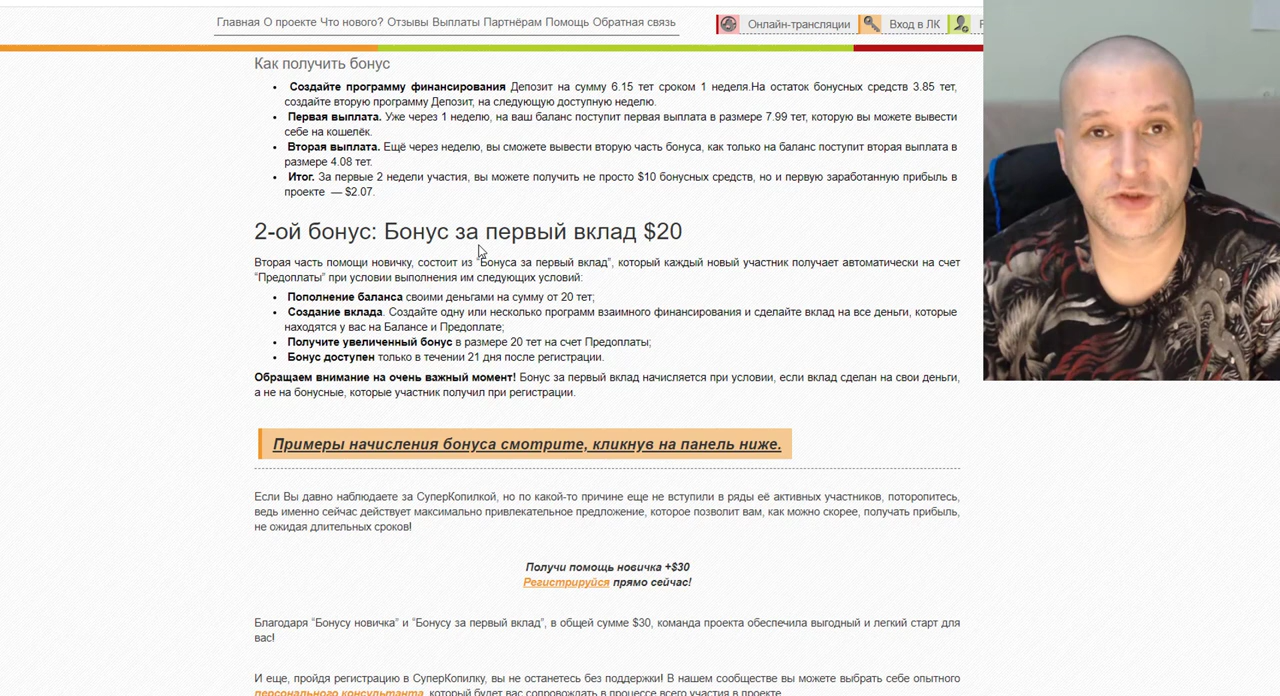 Главная О проекте Что нового? Отзывы Выплаты Партнёрам Помощь Обратная связь
Онлайн-трансляции Вход в ЛК
Как получить бонус
• Создайте программу финансирования Депозит на сумму 6.15 тет сроком 1 неделя.На остаток бонусных средств 3.85 тет,
создайте вторую программу Депозит, на следующую доступную неделю.
• Первая выплата. Уже через 1 неделю, на ваш баланс поступит первая выплата в размере 7.99 тет, которую вы можете вывести
себе на кошелёк.
• Вторая выплата. Ещё через неделю, вы сможете вывести вторую часть бонуса, как только на баланс поступит вторая выплата в
размере 4.08 тет.
• Итог. За первые 2 недели участия, вы можете получить не просто $10 бонусных средств, но и первую заработанную прибыль в
проекте — $2.07.
2-ой бонус: Бонус за первый вклад $20
Вторая часть помощи новичку, состоит из “Бонуса за первый вклад”, который каждый новый участник получает автоматически на счет
“Предоплаты” при условии выполнения им следующих условий:
• Пополнение баланса своими деньгами на сумму от 20 тет;
• Создание вклада. Создайте одну или несколько программ взаимного финансирования и сделайте вклад на все деньги, которые
находятся у вас на Балансе и Предоплате;
• Получите увеличенный бонус в размере 20 тет на счет Предоплаты;
• Бонус доступен только в течении 21 дня после регистрации.
Обращаем внимание на очень важный момент! Бонус за первый вклад начисляется при условии, если вклад сделан на свои деньги,
а не на бонусные, которые участник получил при регистрации.
Примеры начисления бонуса смотрите, кликнув на панель ниже.
Если Вы давно наблюдаете за СуперКопилкой, но по какой-то причине еще не вступили в ряды её активных участников, поторопитесь,
ведь именно сейчас действует максимально привлекательное предложение, которое позволит вам, как можно скорее, получать прибыль,
не ожидая длительных сроков!
Получи помощь новичка +$30
Регистрируйся прямо сейчас!
Благодаря “Бонусу новичка” и “Бонусу за первый вклад”, в общей сумме $30, команда проекта обеспечила выгодный и легкий старт для
вас!
И еще, пройдя регистрацию в СуперКопилку, вы не останетесь без поддержки! В нашем сообществе вы можете выбрать себе опытного
персонального консультанта, который будет вас сопровождать в процессе всего участия в проекте.